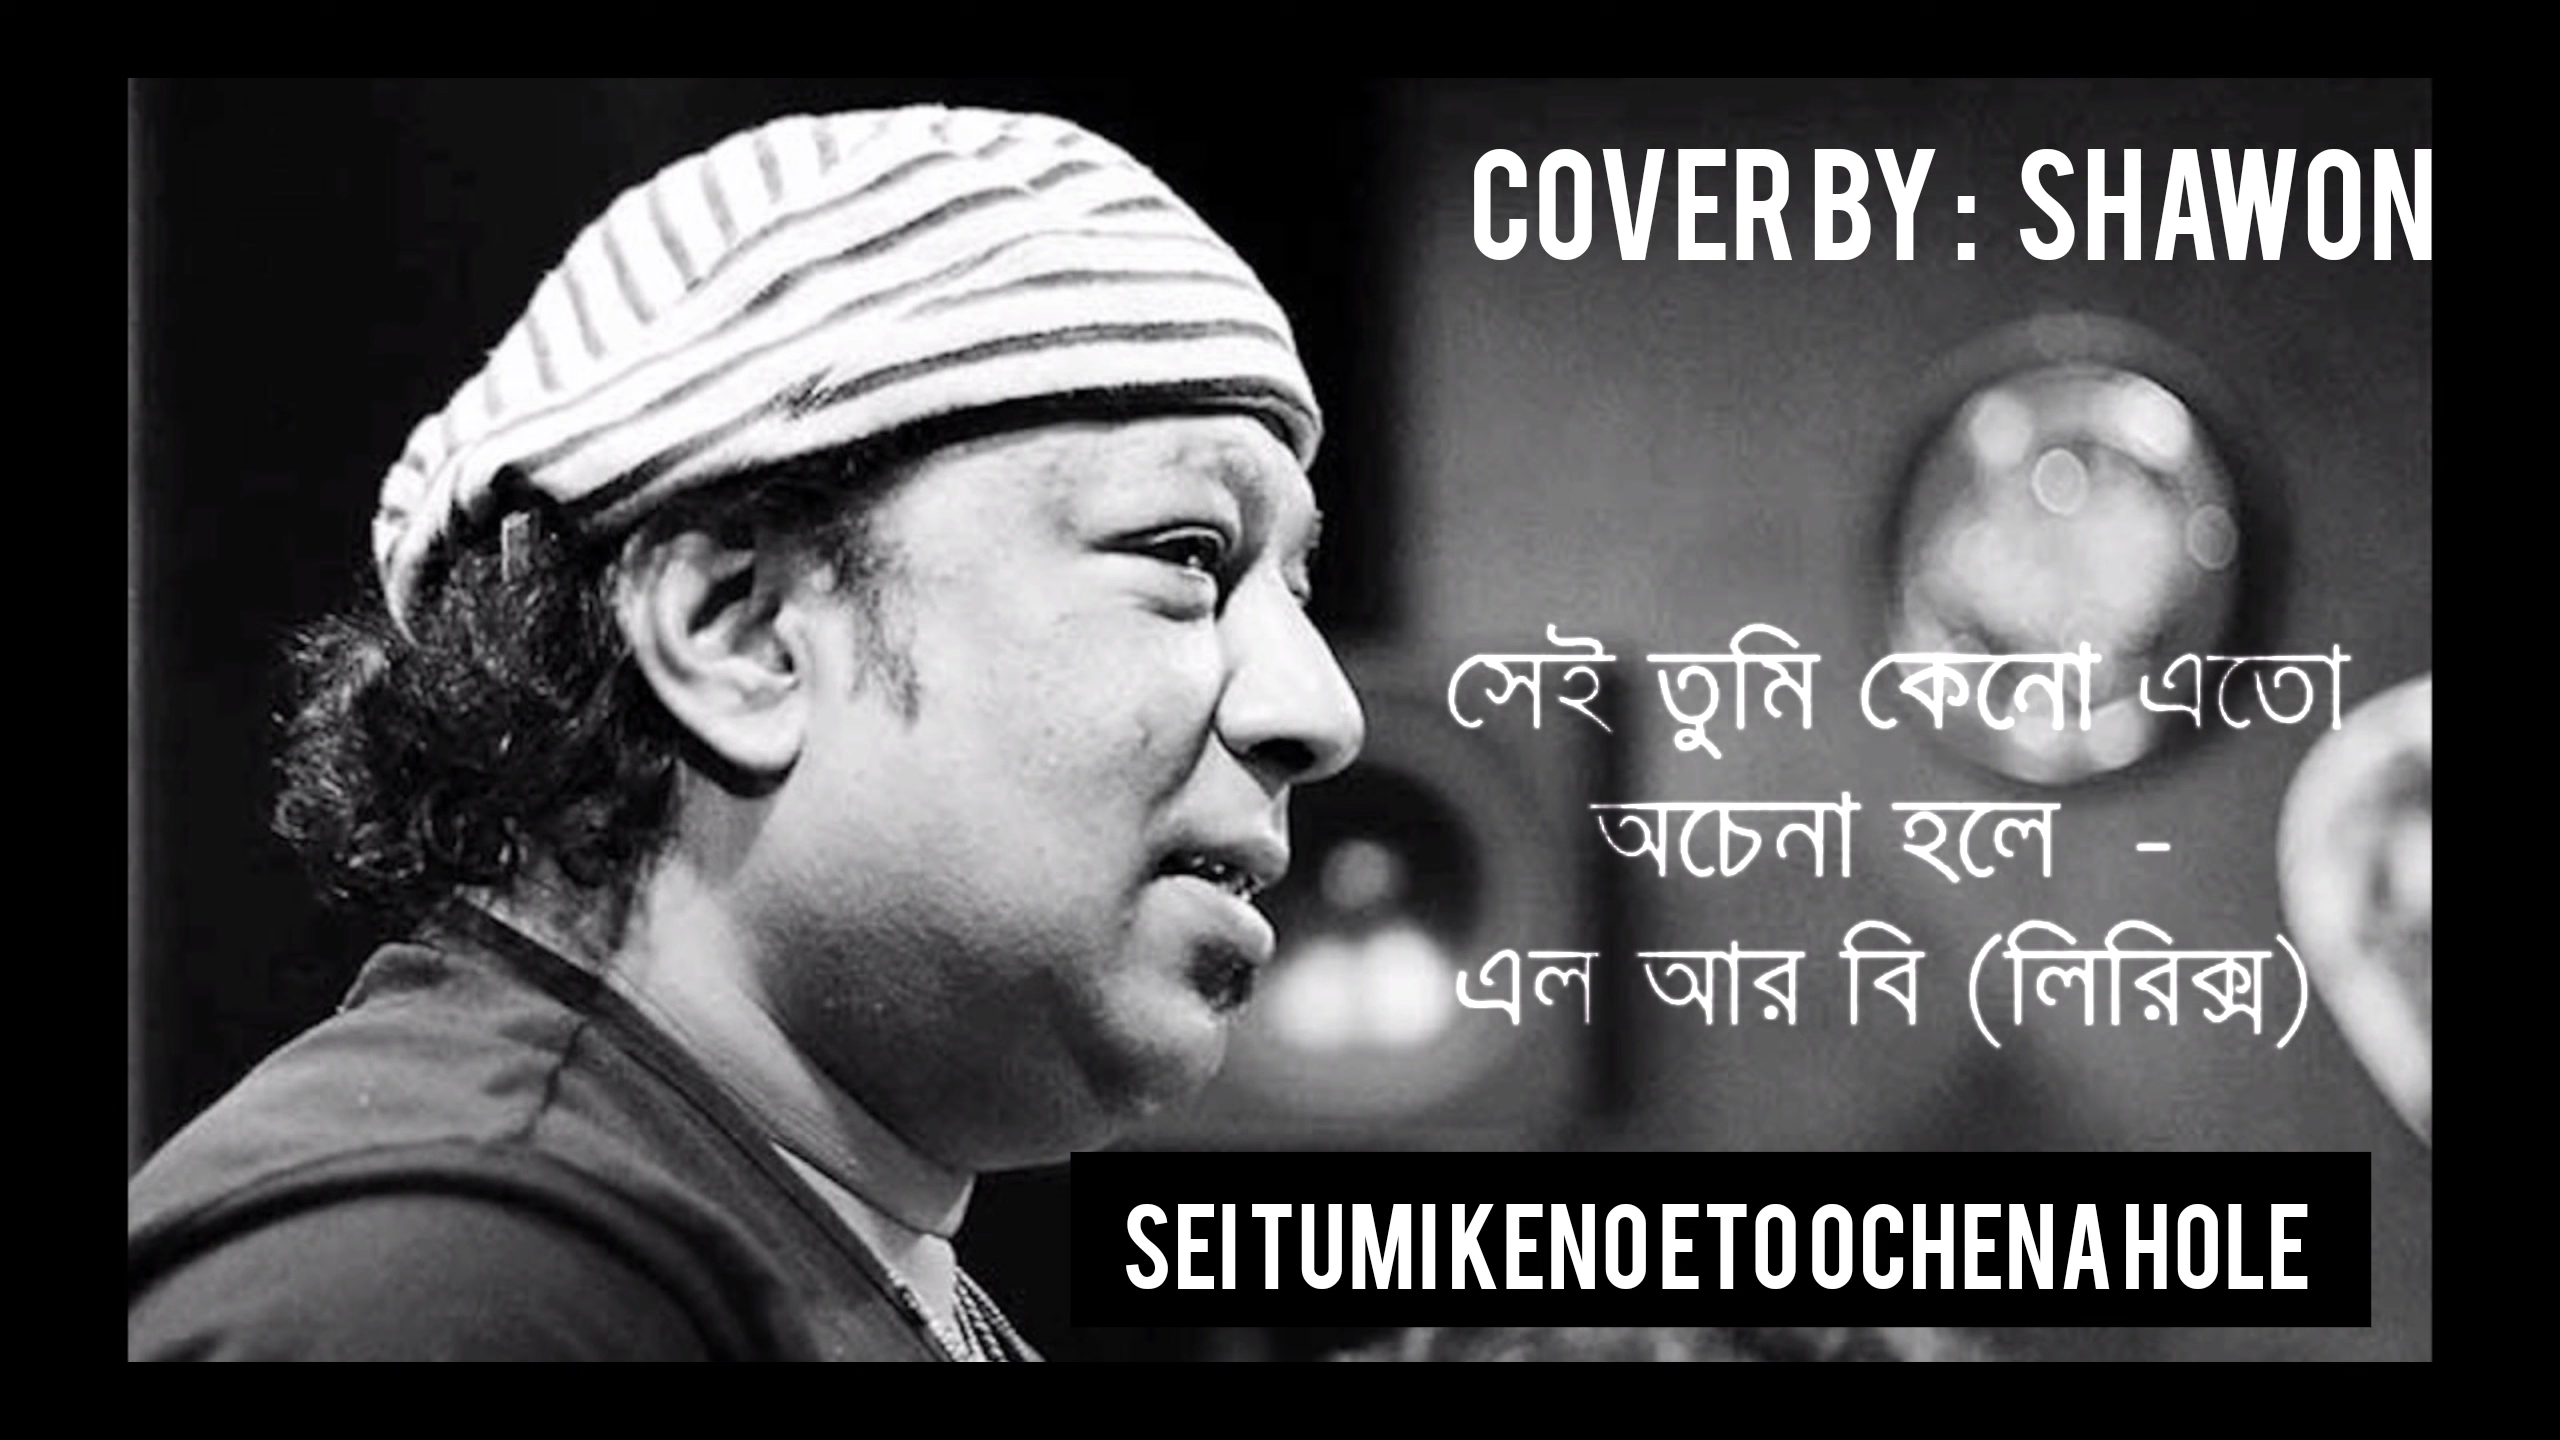 COVER BY : SHAWON
সেই তুমি কেনো এতো
অচেনা হলে -
এল আর বি (লিরিক্স)
SEI TUMI KENO ETO OCHENA HOLE